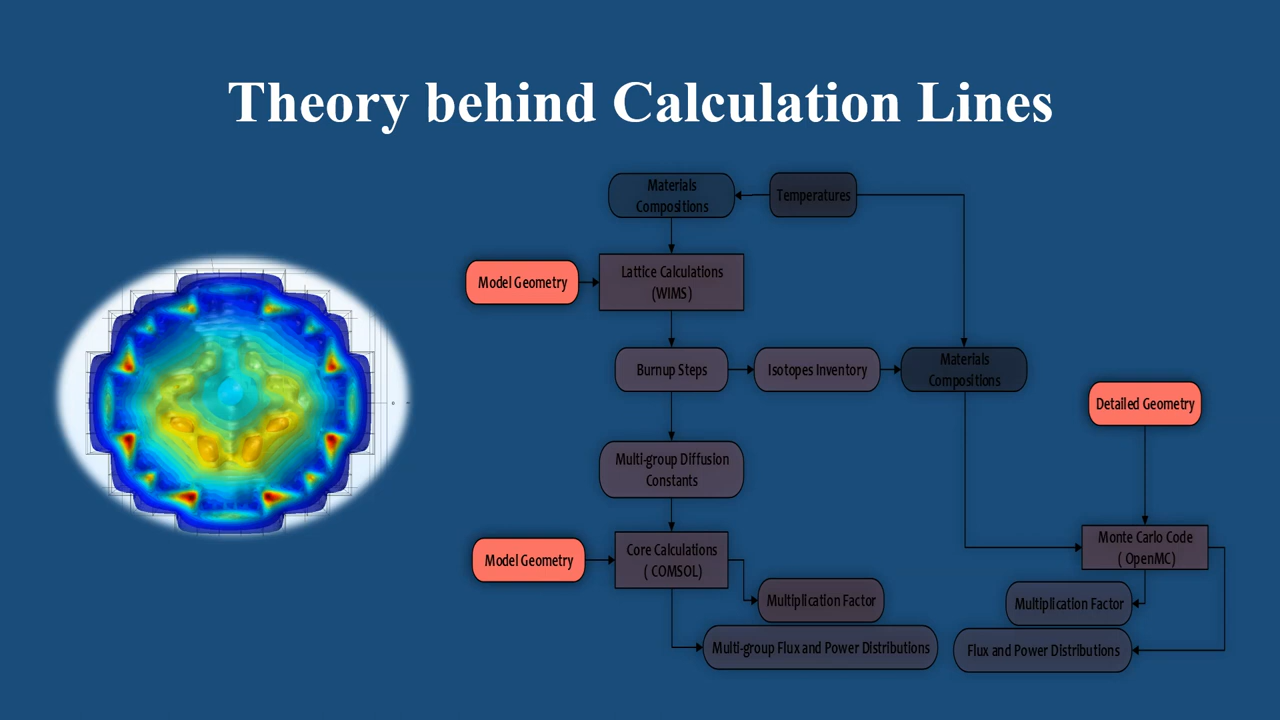 Theory behind Calculation Lines
Materials
Compositions
Temperatures
Model Geometry
Lattice Calculations
(WIMS)
Burnup Steps
Isotopes Inventory
Materials
Compositions
Detailed Geometry
Multi-group Diffusion
Constants
Model Geometry
Core Calculations
( COMSOL)
Monte Carlo Code
( OpenMC)
Multiplication Factor
Multiplication Factor
Multi-group Flux and Power Distributions
Flux and Power Distributions